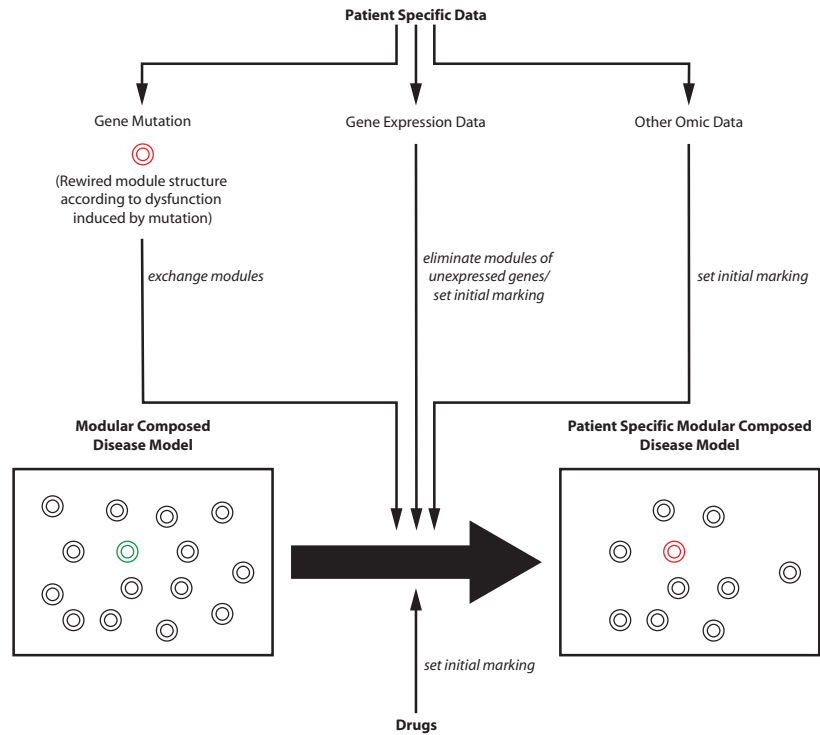 Patient Specific Data
Gene Mutation
Gene Expression Data
Other Omic Data
(Rewired module structure
according to dysfunction
induced by mutation)
exchange modules
eliminate modules of
unexpressed genes/
set initial marking
set initial marking
Modular Composed
Disease Model
Patient Specific Modular Composed
Disease Model
set initial marking
Drugs